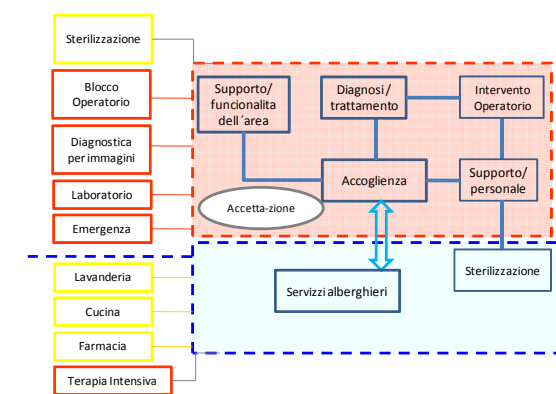 Sterilizzazione
Blocco
Operatorio
Diagnostica
per immagini
Laboratorio
Emergenza
Lavanderia
Cucina
Farmacia
Terapia Intensiva
Supporto/
funzionalita
dell´area
Diagnosi/
trattamento
Intervento
Operatorio
Accoglienza
Supporto/
personale
Accetta-zione
Servizzi alberghieri
Sterilizzazione